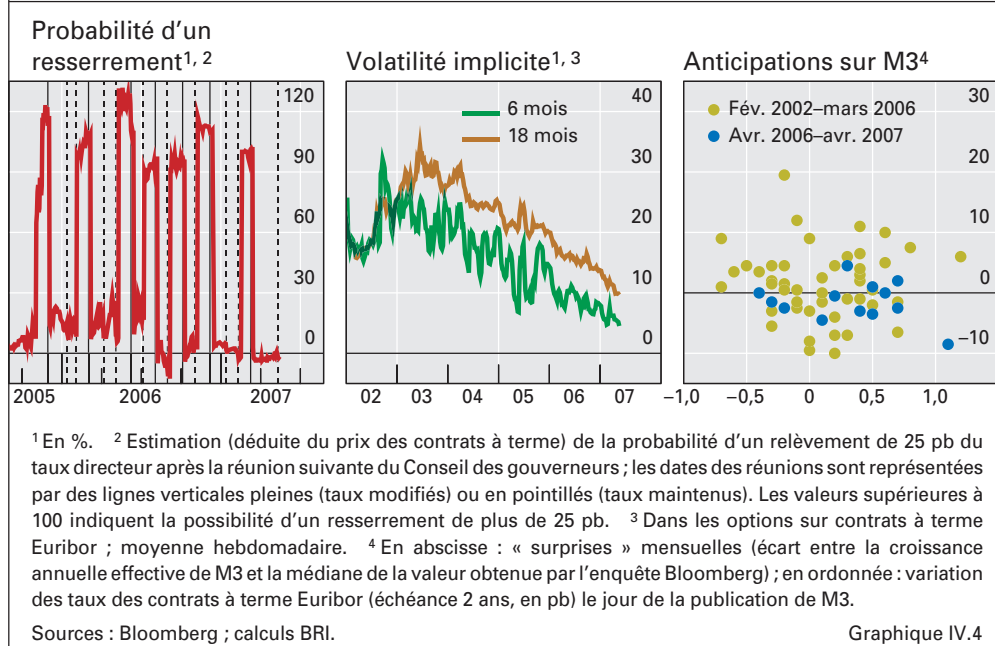 Probabilité d'un
resserrement1, 2
120
90
60
30
0
2005 2006 2007
Volatilité implicite1, 3
6 mois
18 mois
40
30
20
10
0
02 03 04 05 06 07
Anticipations sur M34
Fév. 2002–mars 2006
Avr. 2006–avr. 2007
30
20
10
0
–10
–1,0 –0,5 0 0,5 1,0
1 En %. 2 Estimation (déduite du prix des contrats à terme) de la probabilité d'un relèvement de 25 pb du
taux directeur après la réunion suivante du Conseil des gouverneurs ; les dates des réunions sont représentées
par des lignes verticales pleines (taux modifiés) ou en pointillés (taux maintenus). Les valeurs supérieures à
100 indiquent la possibilité d'un resserrement de plus de 25 pb. 3 Dans les options sur contrats à terme
Euribor ; moyenne hebdomadaire. 4 En abscisse : « surprises » mensuelles (écart entre la croissance
annuelle effective de M3 et la médiane de la valeur obtenue par l'enquête Bloomberg) ; en ordonnée : variation
des taux des contrats à terme Euribor (échéance 2 ans, en pb) le jour de la publication de M3.
Sources : Bloomberg ; calculs BRI. Graphique IV.4